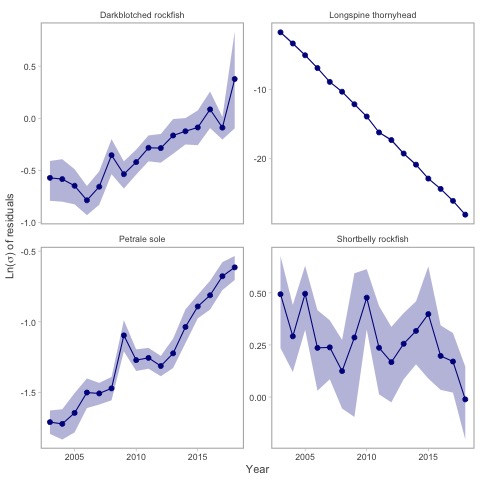 Darkblotched rockfish
Longspine thornyhead
0.5
0.0
-0.5
-1.0
-10
-20
Ln(σ) of residuals
Petrale sole
Shortbelly rockfish
-0.5
-1.0
-1.5
0.50
0.25
0.00
2005 2010 2015
2005 2010 2015
Year